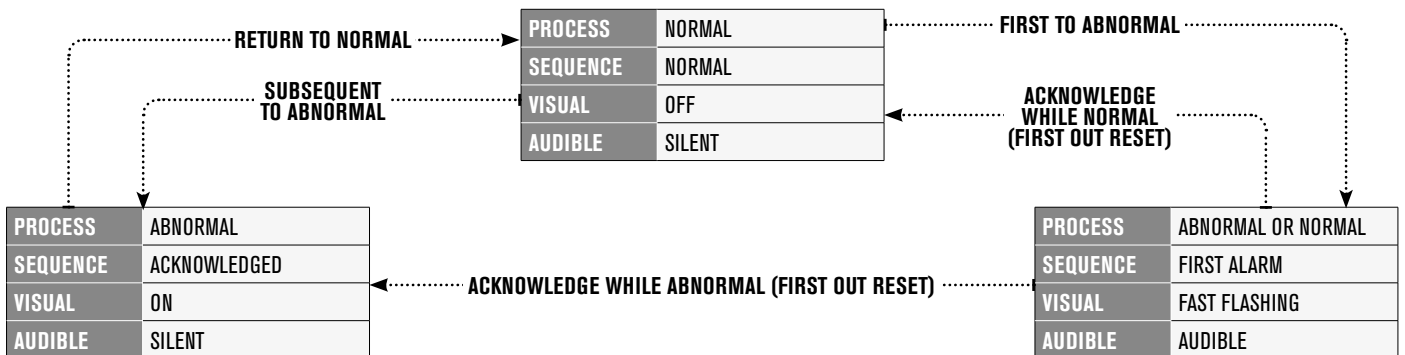 RETURN TO NORMAL
SUBSEQUENT
TO ABNORMAL
PROCESS NORMAL
SEQUENCE NORMAL
VISUAL OFF
AUDIBLE SILENT
FIRST TO ABNORMAL
ACKNOWLEDGE
WHILE NORMAL
(FIRST OUT RESET)
PROCESS ABNORMAL
SEQUENCE ACKNOWLEDGED
VISUAL ON
AUDIBLE SILENT
ACKNOWLEDGE WHILE ABNORMAL (FIRST OUT RESET)
PROCESS ABNORMAL OR NORMAL
SEQUENCE FIRST ALARM
VISUAL FAST FLASHING
AUDIBLE AUDIBLE